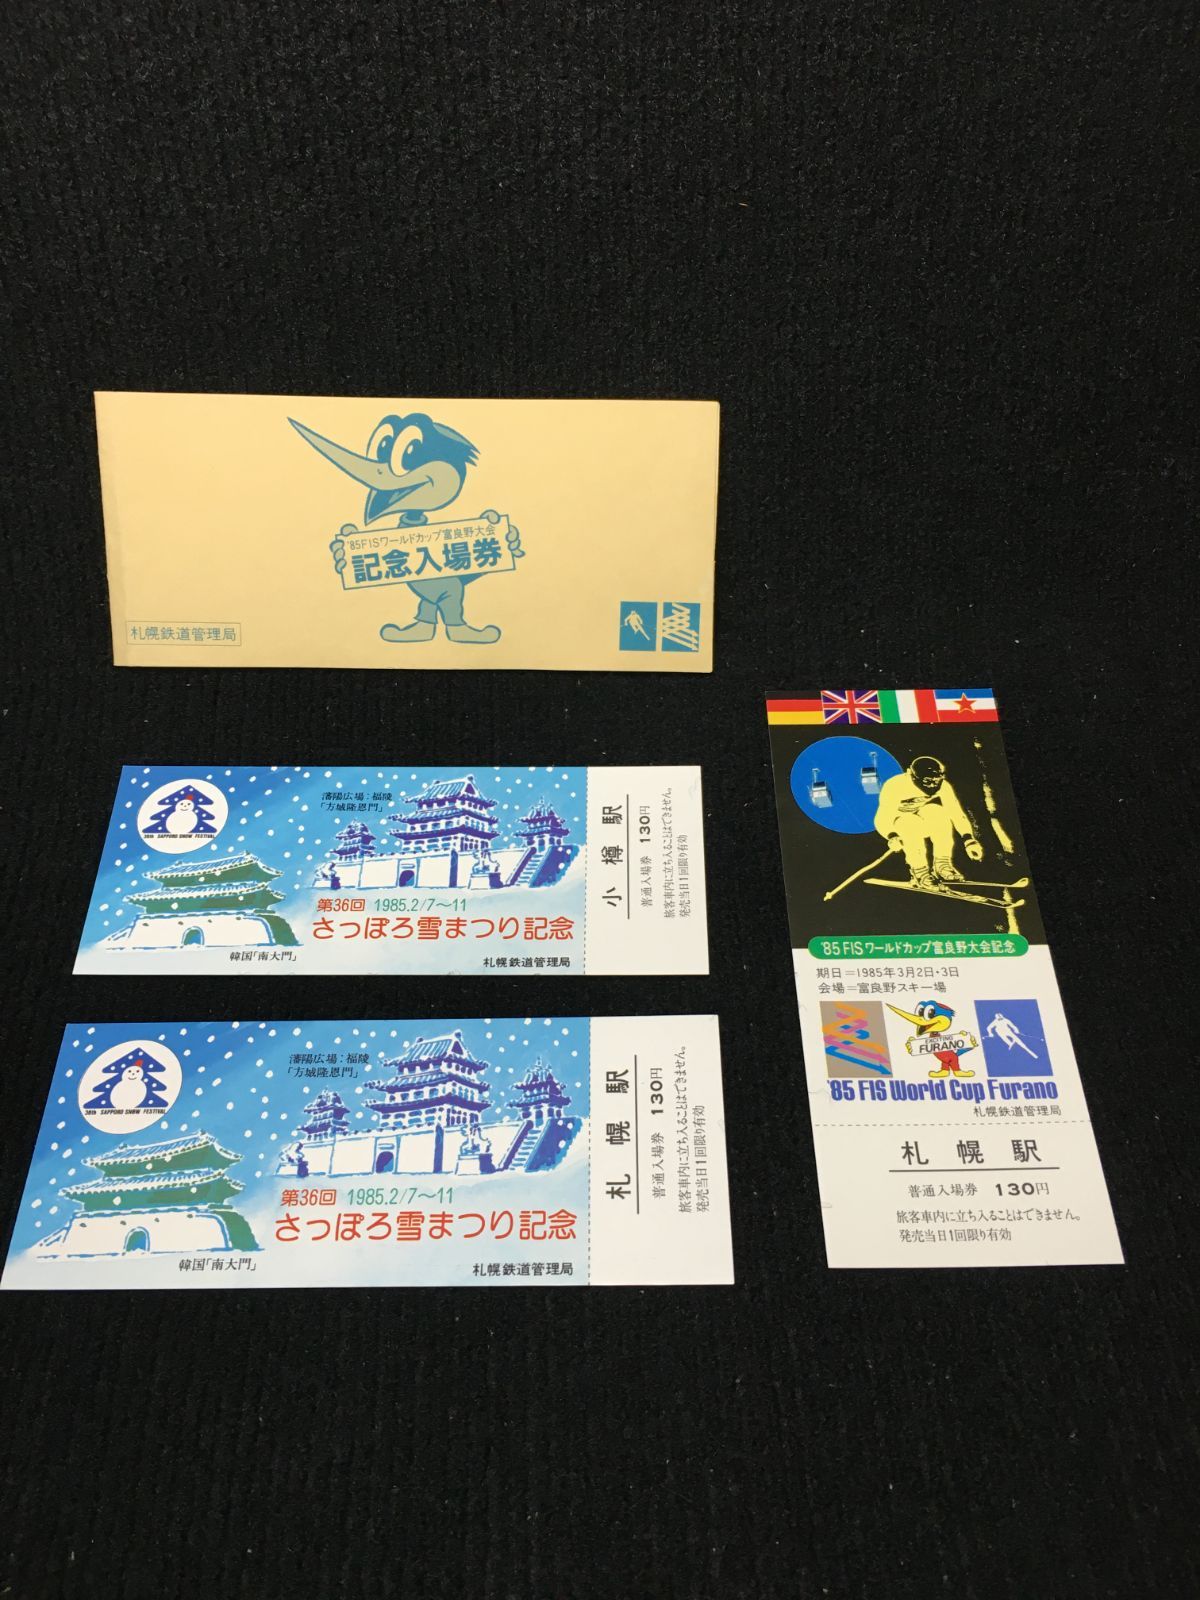 '85FISワールドカップ富良野大会
記念入場券
札幌鉄道管理局
36th SAPPORO SNOW FESTIVAL
瀋陽広場:福陵
「方城隆恩門」
第36回 1985.2/7〜11
さっぽろ雪まつり記念
韓国「南大門」
札幌鉄道管理局
小樽駅
普通入場券 130円
旅客車内に立ち入ることはできません。
発売当日1回限り有効
36th SAPPORO SNOW FESTIVAL
瀋陽広場:福陵
「方城隆恩門」
第36回 1985.2/7〜11
さっぽろ雪まつり記念
韓国「南大門」
札幌鉄道管理局
札幌駅
普通入場券 130円
旅客車内に立ち入ることはできません。
発売当日1回限り有効
'85 FIS ワールドカップ富良野大会記念
期日=1985年3月2日・3日
会場=富良野スキー場
EXCITING
FURANO
'85 FIS World Cup Furano
札幌鉄道管理局
札幌駅
普通入場券 130円
旅客車内に立ち入ることはできません。
発売当日1回限り有効